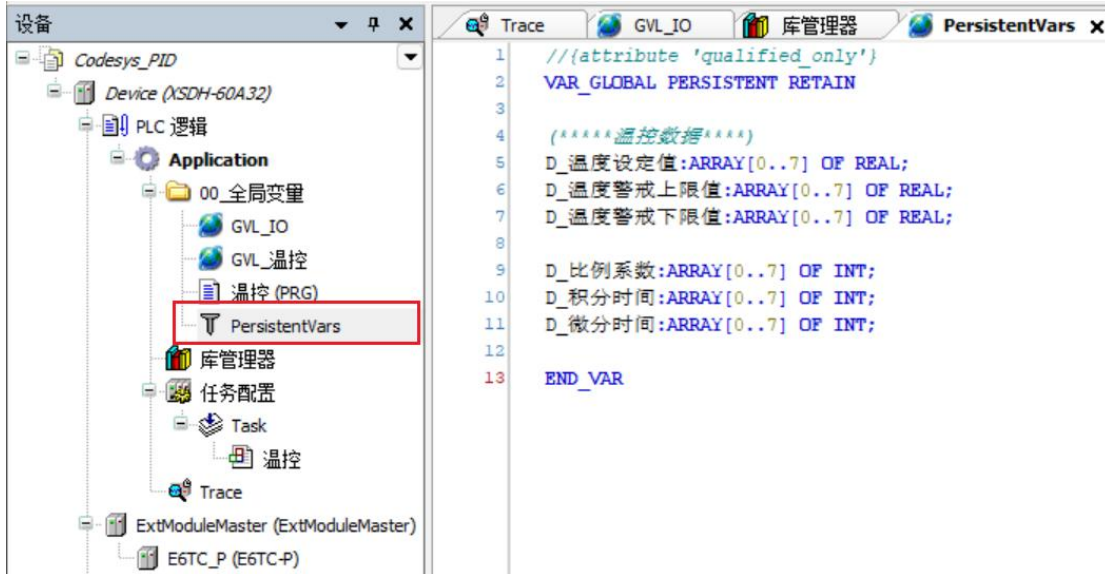 设备
Codesys_PID
Device (XSDH-60A32)
PLC 逻辑
Application
00_全局变量
GVL_IO
GVL_温控
温控 (PRG)
PersistentVars
库管理器
任务配置
Task
温控
Trace
ExtModuleMaster (ExtModuleMaster)
E6TC_P (E6TC-P)
Trace GVL_IO 库管理器 PersistentVars
1 //{attribute 'qualified_only'}
2 VAR_GLOBAL PERSISTENT RETAIN
3
4 (*****温控数据****)
5 D_温度设定值:ARRAY[0..7] OF REAL;
6 D_温度警戒上限值:ARRAY[0..7] OF REAL;
7 D_温度警戒下限值:ARRAY[0..7] OF REAL;
8
9 D_比例系数:ARRAY[0..7] OF INT;
10 D_积分时间:ARRAY[0..7] OF INT;
11 D_微分时间:ARRAY[0..7] OF INT;
12
13 END_VAR